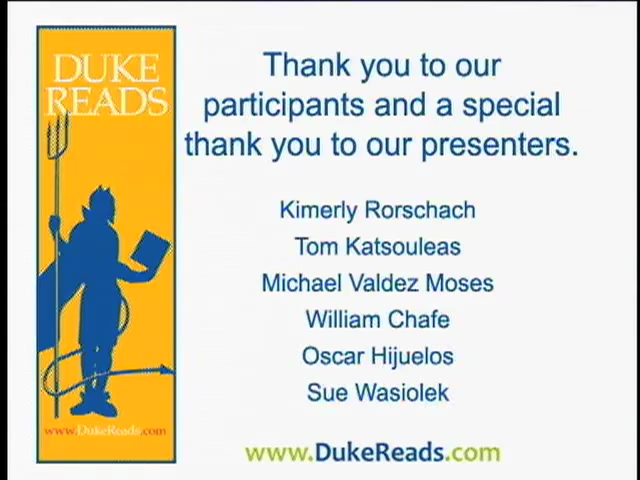 DUKE
READS
www.DukeReads.com
Thank you to our
participants and a special
thank you to our presenters.
Kimerly Rorschach
Tom Katsouleas
Michael Valdez Moses
William Chafe
Oscar Hijuelos
Sue Wasiolek
www.DukeReads.com